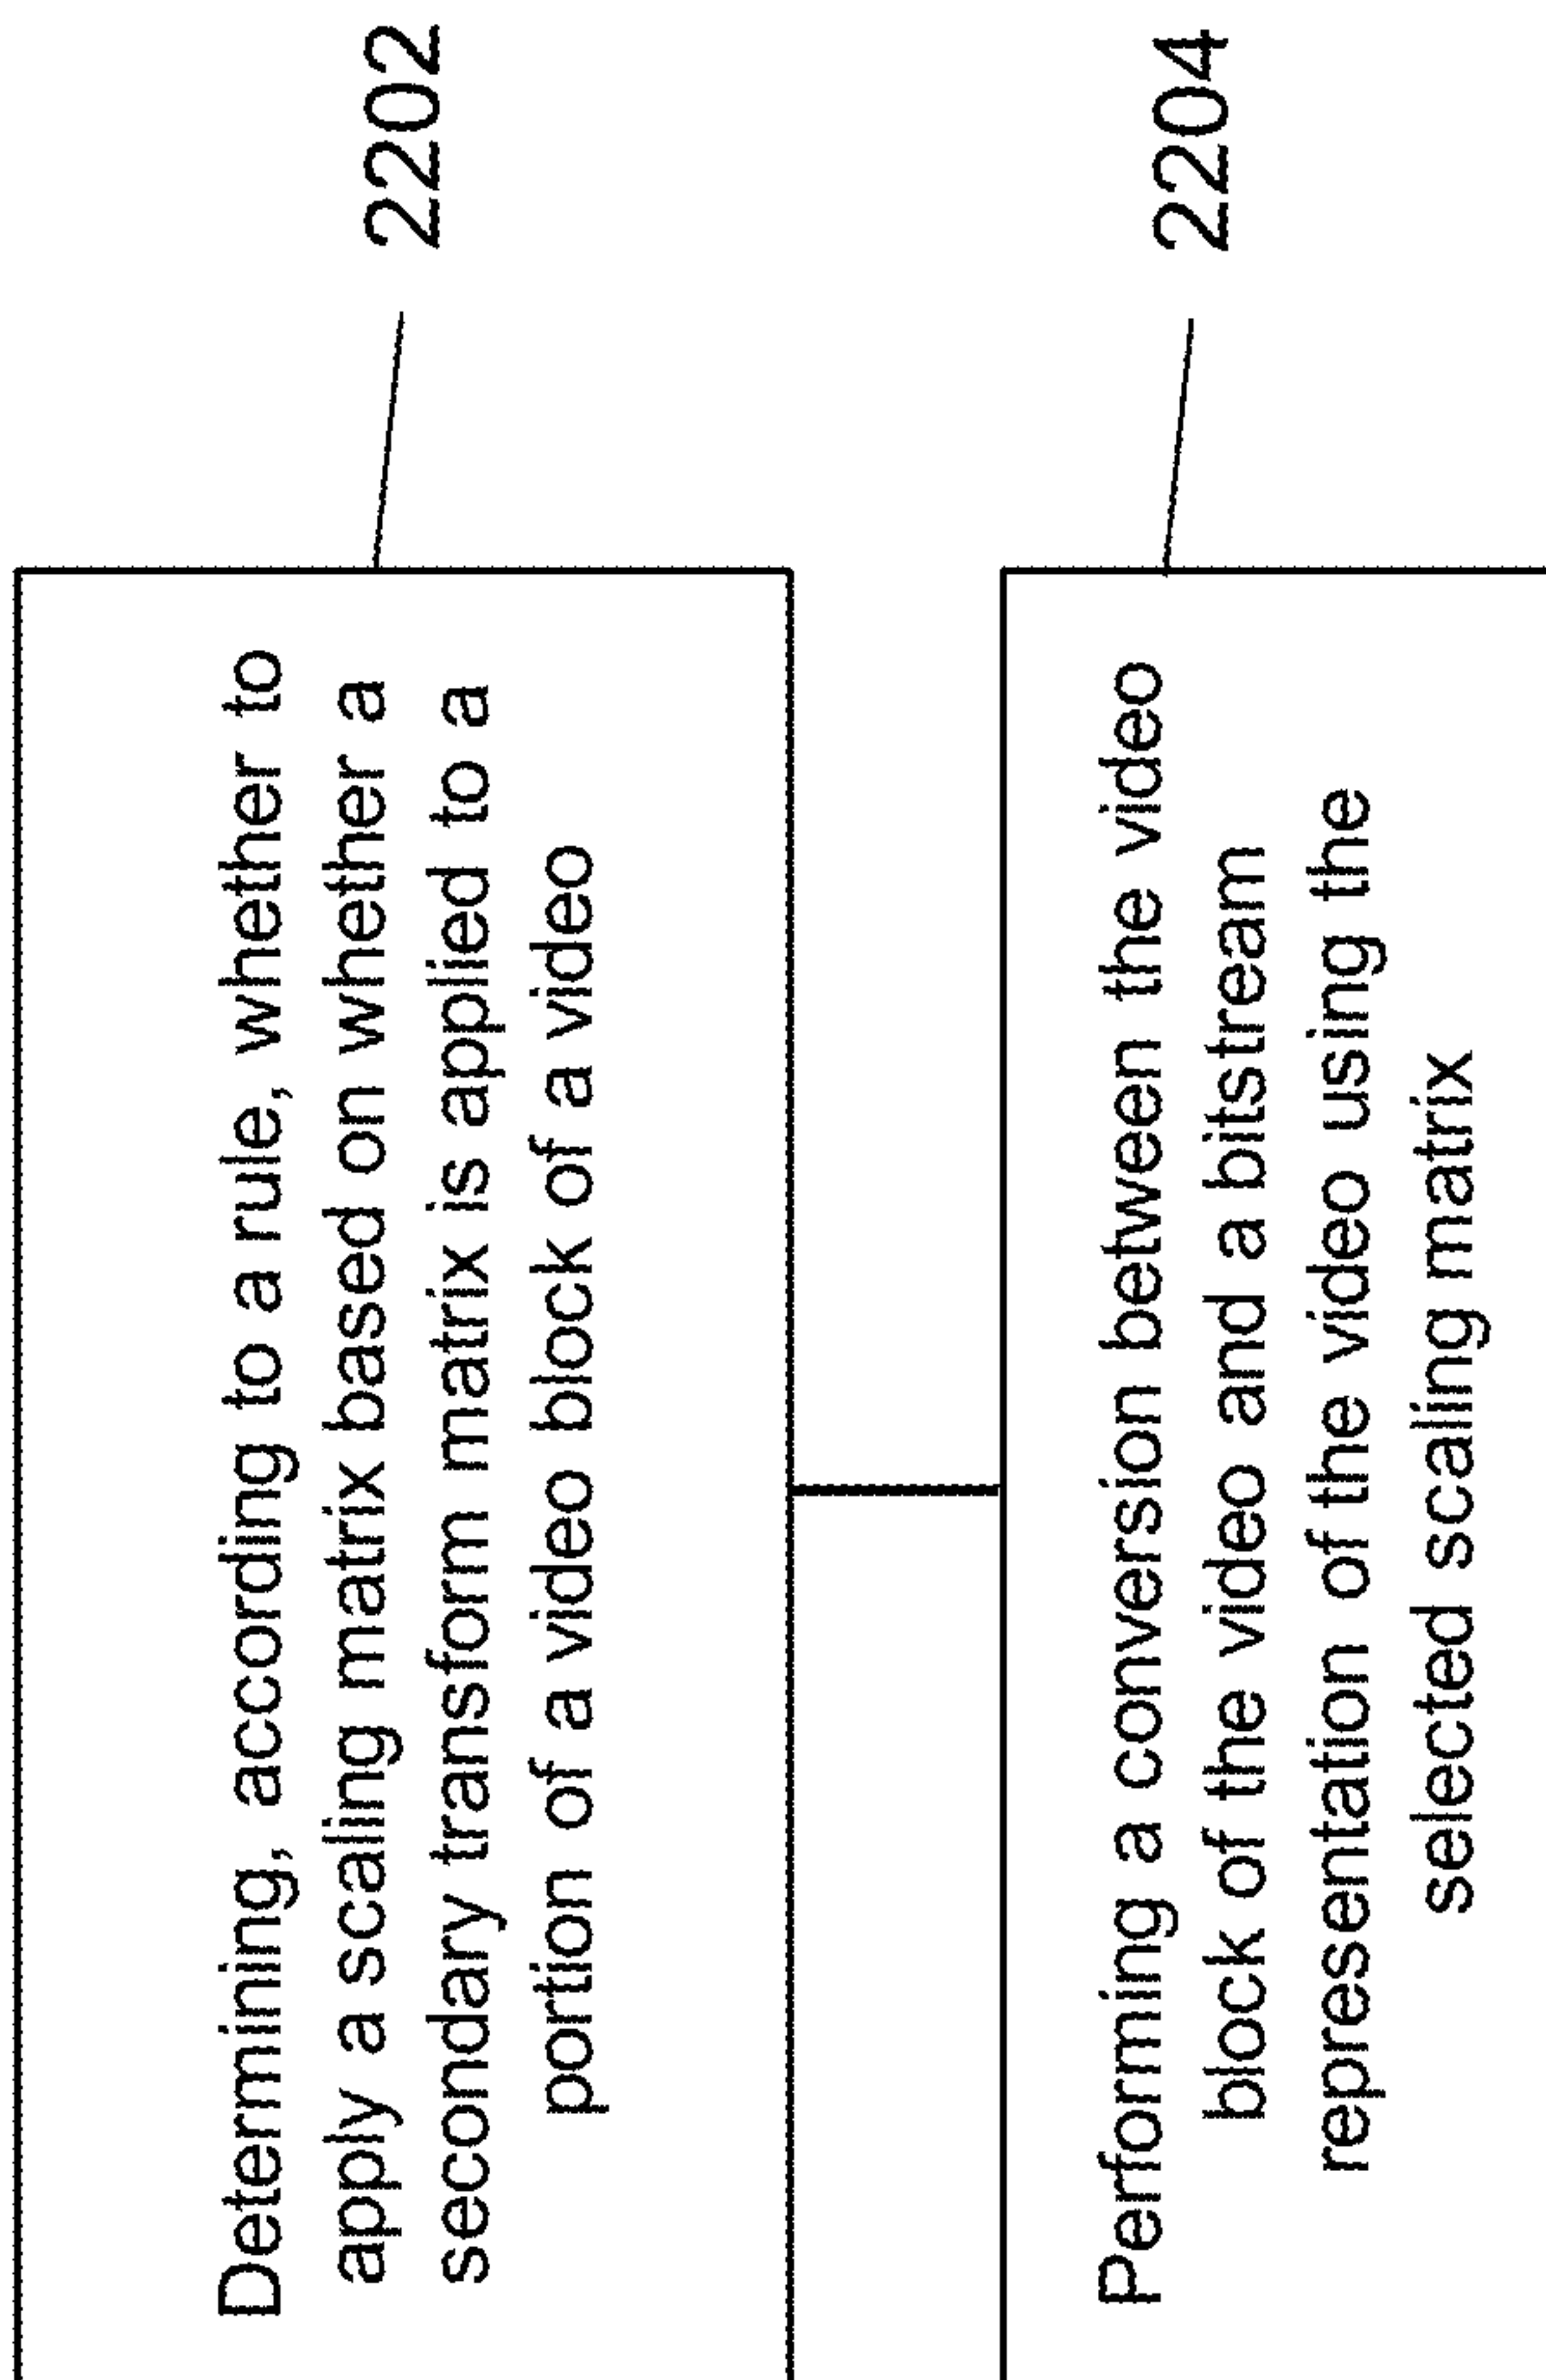 Determining, according to a rule, whether to
apply a scaling matrix based on whether a
secondary transform matrix is applied to a
portion of a video block of a video
2202
Performing a conversion between the video
block of the video and a bitstream
representation of the video using the
selected scaling matrix
2204